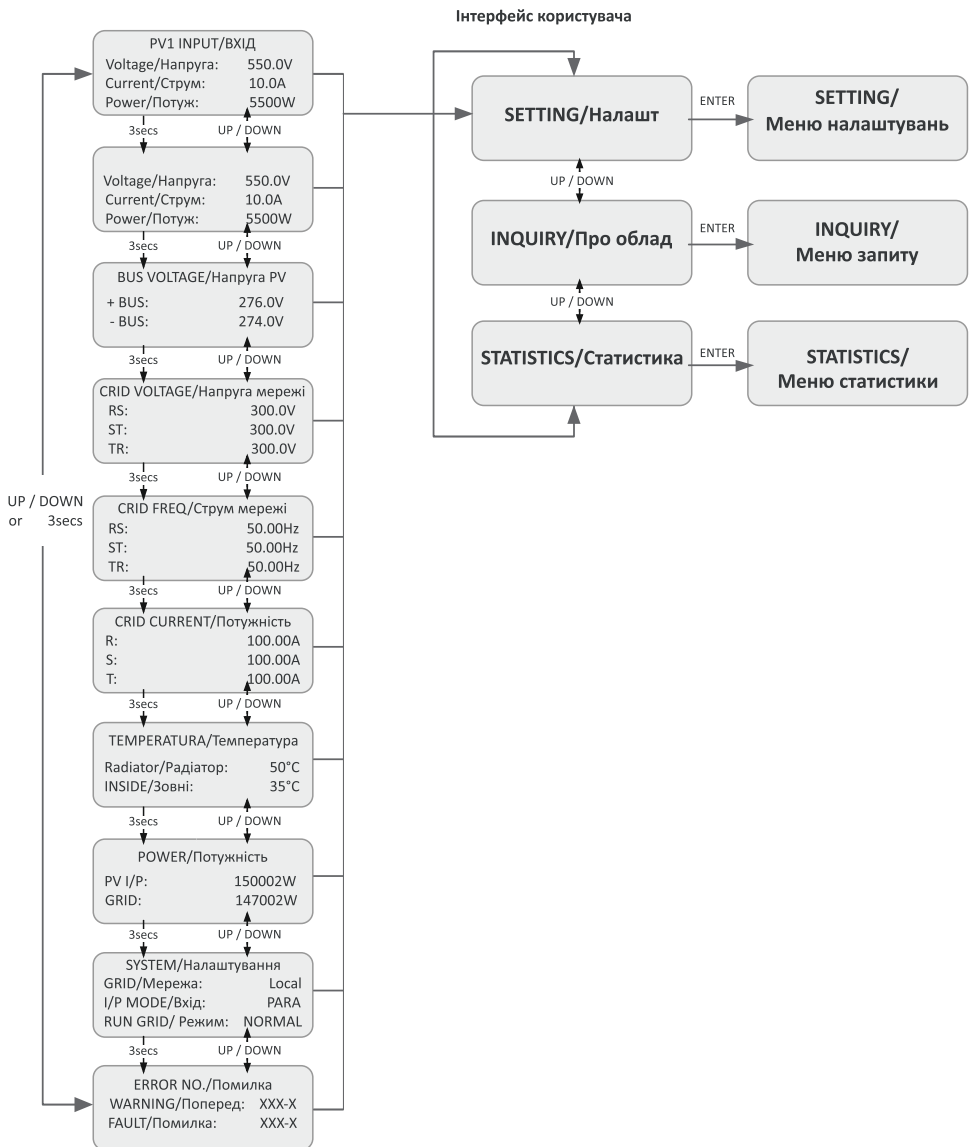 Інтерфейс користувача
PV1 INPUT/ВХІД
Voltage/Напруга: 550.0V
Current/Струм: 10.0A
Power/Потуж: 5500W
3secs UP / DOWN
Voltage/Напруга: 550.0V
Current/Струм: 10.0A
Power/Потуж: 5500W
3secs UP / DOWN
BUS VOLTAGE/Напруга PV
+ BUS: 276.0V
- BUS: 274.0V
3secs UP / DOWN
CRID VOLTAGE/Напруга мережі
RS: 300.0V
ST: 300.0V
TR: 300.0V
3secs UP / DOWN
CRID FREQ/Струм мережі
RS: 50.00Hz
ST: 50.00Hz
TR: 50.00Hz
3secs UP / DOWN
CRID CURRENT/Потужність
R: 100.00A
S: 100.00A
T: 100.00A
3secs UP / DOWN
TEMPERATURA/Температура
Radiator/Радіатор: 50°C
INSIDE/Зовні: 35°C
3secs UP / DOWN
POWER/Потужність
PV I/P: 150002W
GRID: 147002W
3secs UP / DOWN
SYSTEM/Налаштування
GRID/Мережа: Local
I/P MODE/Вхід: PARA
RUN GRID/ Режим: NORMAL
3secs UP / DOWN
ERROR NO./Помилка
WARNING/Поперед: XXX-X
FAULT/Помилка: XXX-X
UP / DOWN
or 3secs
SETTING/Налашт
ENTER
SETTING/
Меню налаштувань
UP / DOWN
INQUIRY/Про облад
ENTER
INQUIRY/
Меню запиту
UP / DOWN
STATISTICS/Статистика
ENTER
STATISTICS/
Меню статистики